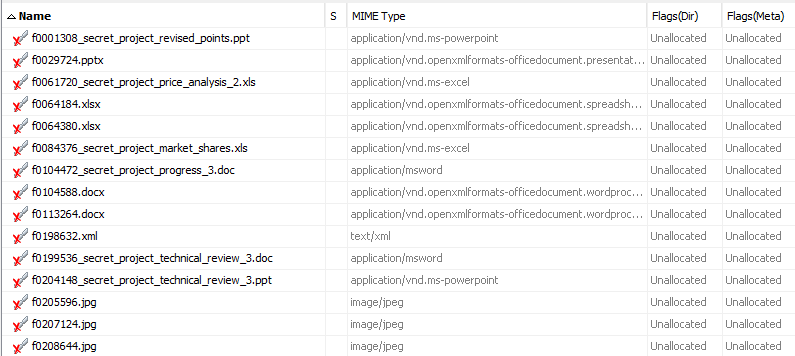 Name S MIME Type Flags(Dir) Flags(Meta)
f0001308_secret_project_revised_points.ppt application/vnd.ms-powerpoint Unallocated Unallocated
f0029724.pptx application/vnd.openxmlformats-officedocument.presentat... Unallocated Unallocated
f0061720_secret_project_price_analysis_2.xls application/vnd.ms-excel Unallocated Unallocated
f0064184.xlsx application/vnd.openxmlformats-officedocument.spreadsh... Unallocated Unallocated
f0064380.xlsx application/vnd.openxmlformats-officedocument.spreadsh... Unallocated Unallocated
f0084376_secret_project_market_shares.xls application/vnd.ms-excel Unallocated Unallocated
f0104472_secret_project_progress_3.doc application/msword Unallocated Unallocated
f0104588.docx application/vnd.openxmlformats-officedocument.wordproc... Unallocated Unallocated
f0113264.docx application/vnd.openxmlformats-officedocument.wordproc... Unallocated Unallocated
f0198632.xml text/xml Unallocated Unallocated
f0199536_secret_project_technical_review_3.doc application/msword Unallocated Unallocated
f0204148_secret_project_technical_review_3.ppt application/vnd.ms-powerpoint Unallocated Unallocated
f0205596.jpg image/jpeg Unallocated Unallocated
f0207124.jpg image/jpeg Unallocated Unallocated
f0208644.jpg image/jpeg Unallocated Unallocated